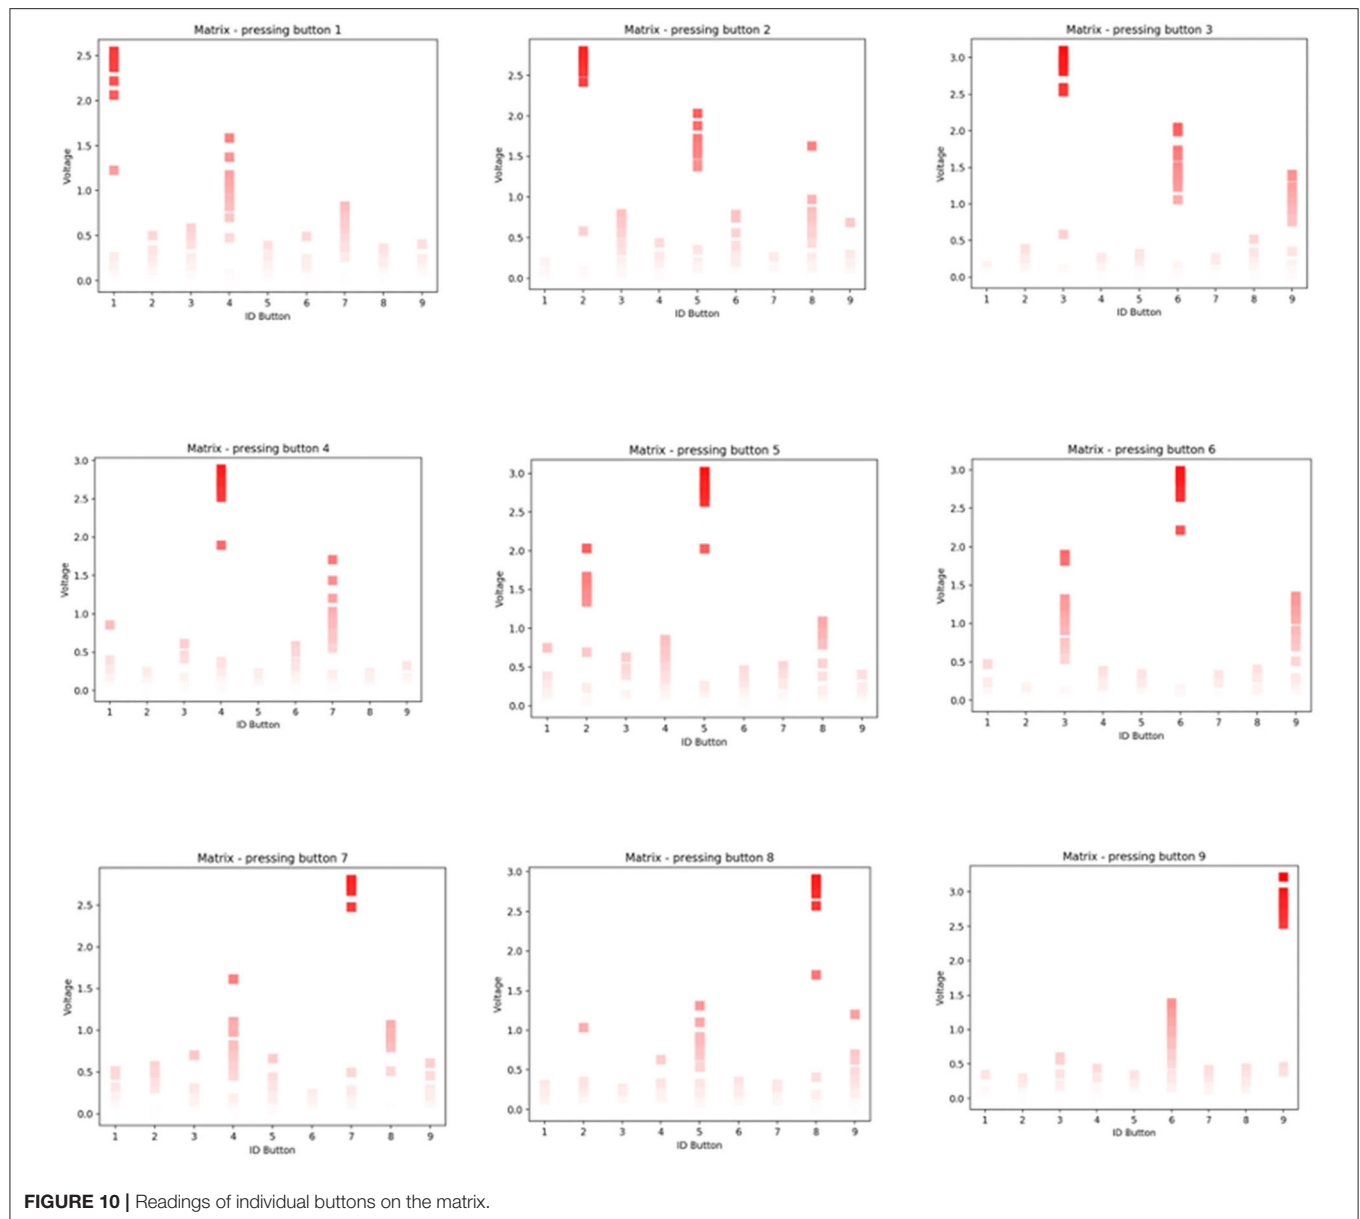 Matrix - pressing button 1
2.5
2.0
1.5
1.0
0.5
0.0
Voltage
1 2 3 4 5 6 7 8 9
ID Button
Matrix - pressing button 2
2.5
2.0
1.5
1.0
0.5
0.0
Voltage
1 2 3 4 5 6 7 8 9
ID Button
Matrix - pressing button 3
3.0
2.5
2.0
1.5
1.0
0.5
0.0
Voltage
1 2 3 4 5 6 7 8 9
ID Button
Matrix - pressing button 4
3.0
2.5
2.0
1.5
1.0
0.5
0.0
Voltage
1 2 3 4 5 6 7 8 9
ID Button
Matrix - pressing button 5
3.0
2.5
2.0
1.5
1.0
0.5
0.0
Voltage
1 2 3 4 5 6 7 8 9
ID Button
Matrix - pressing button 6
3.0
2.5
2.0
1.5
1.0
0.5
0.0
Voltage
1 2 3 4 5 6 7 8 9
ID Button
Matrix - pressing button 7
2.5
2.0
1.5
1.0
0.5
0.0
Voltage
1 2 3 4 5 6 7 8 9
ID Button
Matrix - pressing button 8
3.0
2.5
2.0
1.5
1.0
0.5
0.0
Voltage
1 2 3 4 5 6 7 8 9
ID Button
Matrix - pressing button 9
3.0
2.5
2.0
1.5
1.0
0.5
0.0
Voltage
1 2 3 4 5 6 7 8 9
ID Button
FIGURE 10 | Readings of individual buttons on the matrix.